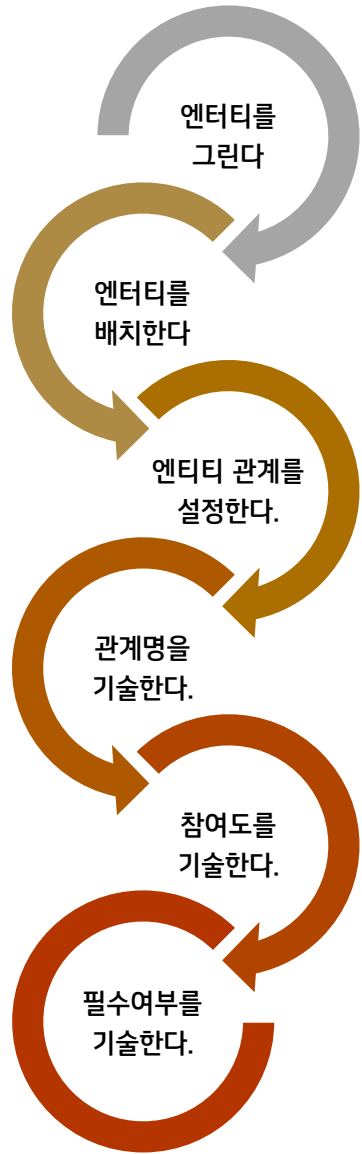 엔터티를
그린다
엔터티를
배치한다
엔티티 관계를
설정한다.
관계명을
기술한다.
참여도를
기술한다.
필수여부를
기술한다.